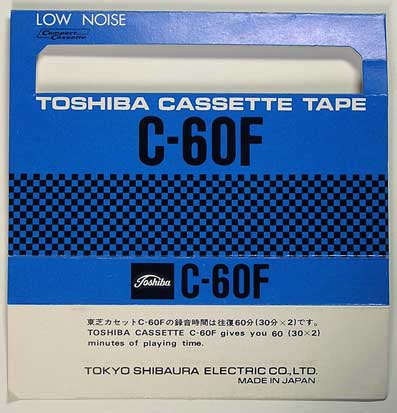 LOW NOISE
Compact
Cassette
TOSHIBA CASSETTE TAPE
C-60F
Toshiba C-60F
東芝カセットC-60Fの録音時間は往復60分(30分×2)です。
TOSHIBA CASSETTE C-60F gives you 60 (30×2)
minutes of playing time.
TOKYO SHIBAURA ELECTRIC CO.,LTD.
MADE IN JAPAN